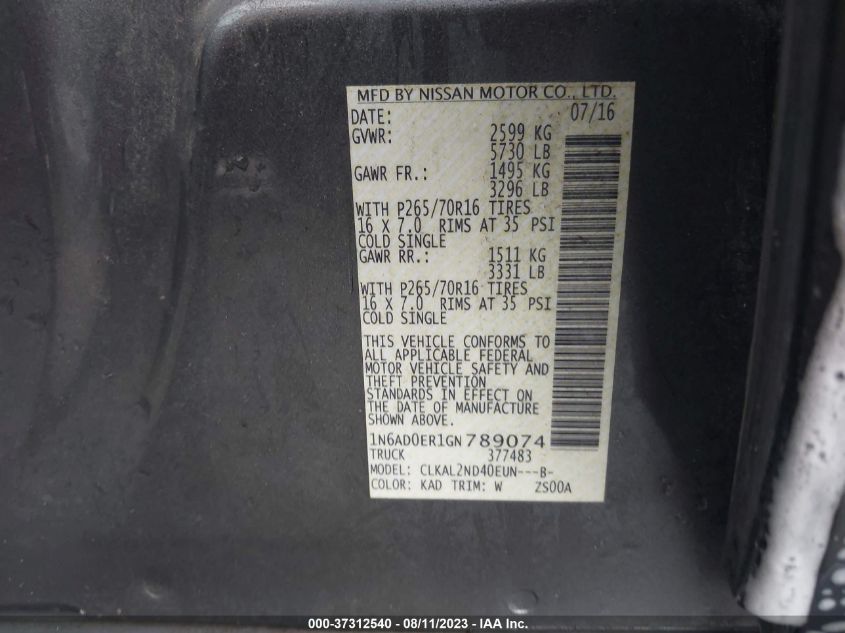 MFD BY NISSAN MOTOR CO., LTD.
DATE: 07/16
GVWR: 2599 KG
5730 LB
GAWR FR.: 1495 KG
3296 LB
WITH P265/70R16 TIRES
16 X 7.0 RIMS AT 35 PSI
COLD SINGLE
GAWR RR.: 1511 KG
3331 LB
WITH P265/70R16 TIRES
16 X 7.0 RIMS AT 35 PSI
COLD SINGLE
THIS VEHICLE CONFORMS TO
ALL APPLICABLE FEDERAL
MOTOR VEHICLE SAFETY AND
THEFT PREVENTION
STANDARDS IN EFFECT ON
THE DATE OF MANUFACTURE
SHOWN ABOVE.
1N6AD0ER1GN789074
TRUCK 377483
MODEL: CLKAL2ND40EUN---B-
COLOR: KAD TRIM: W ZS00A
000-37312540 - 08/11/2023 - IAA Inc.